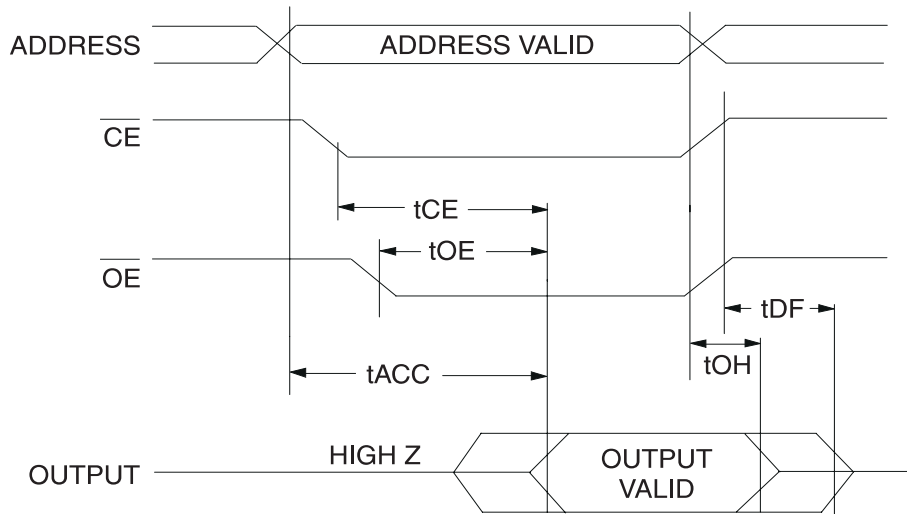 ADDRESS
ADDRESS VALID
CE
tCE
tOE
OE
tDF
tOH
tACC
HIGH Z
OUTPUT
OUTPUT
VALID